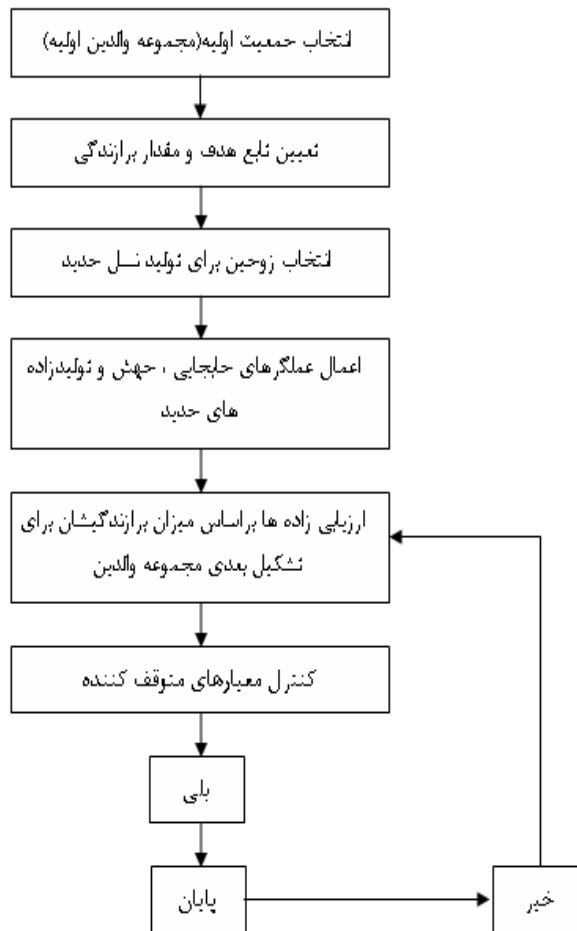 انتخاب جمعیت اولیه(مجموعه والدین اولیه)
تعیین تابع هدف و مقدار برازندگی
انتخاب زوجین برای تولید نسل جدید
اعمال عملگرهای جابجایی ، جهش و تولیدزاده
های جدید
ارزیابی زاده ها براساس میزان برازندگیشان برای
تشکیل بعدی مجموعه والدین
کنترل معیارهای متوقف کننده
بلی
پایان
خیر